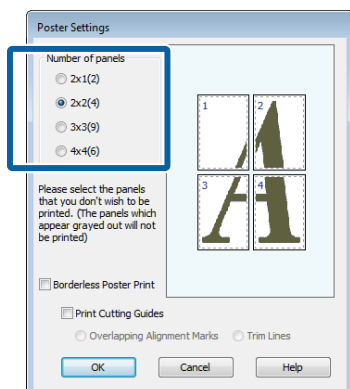 Poster Settings
Number of panels
2x1(2)
2x2(4)
3x3(9)
4x4(6)
1
2
3
4
Please select the panels
that you don't wish to be
printed. (The panels which
appear grayed out will not
be printed)
Borderless Poster Print
Print Cutting Guides
Overlapping Alignment Marks
Trim Lines
OK
Cancel
Help